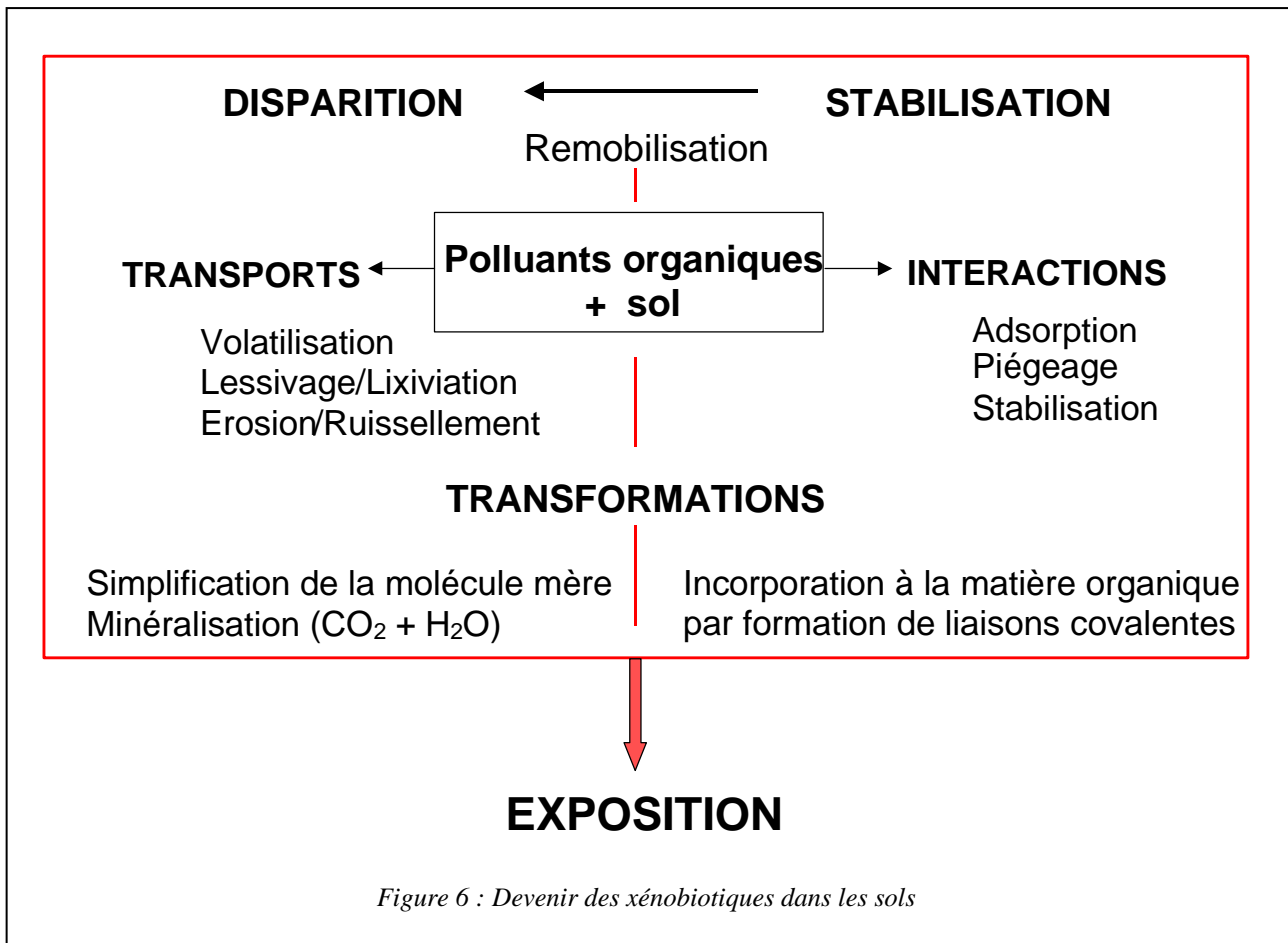 DISPARITION STABILISATION
Remobilisation
Polluants organiques
+ sol
TRANSPORTS
Volatilisation
Lessivage/Lixiviation
Erosion/Ruissellement
INTERACTIONS
Adsorption
Piégeage
Stabilisation
TRANSFORMATIONS
Simplification de la molécule mère
Minéralisation (CO₂ + H₂O)
Incorporation à la matière organique
par formation de liaisons covalentes
EXPOSITION
Figure 6 : Devenir des xénobiotiques dans les sols